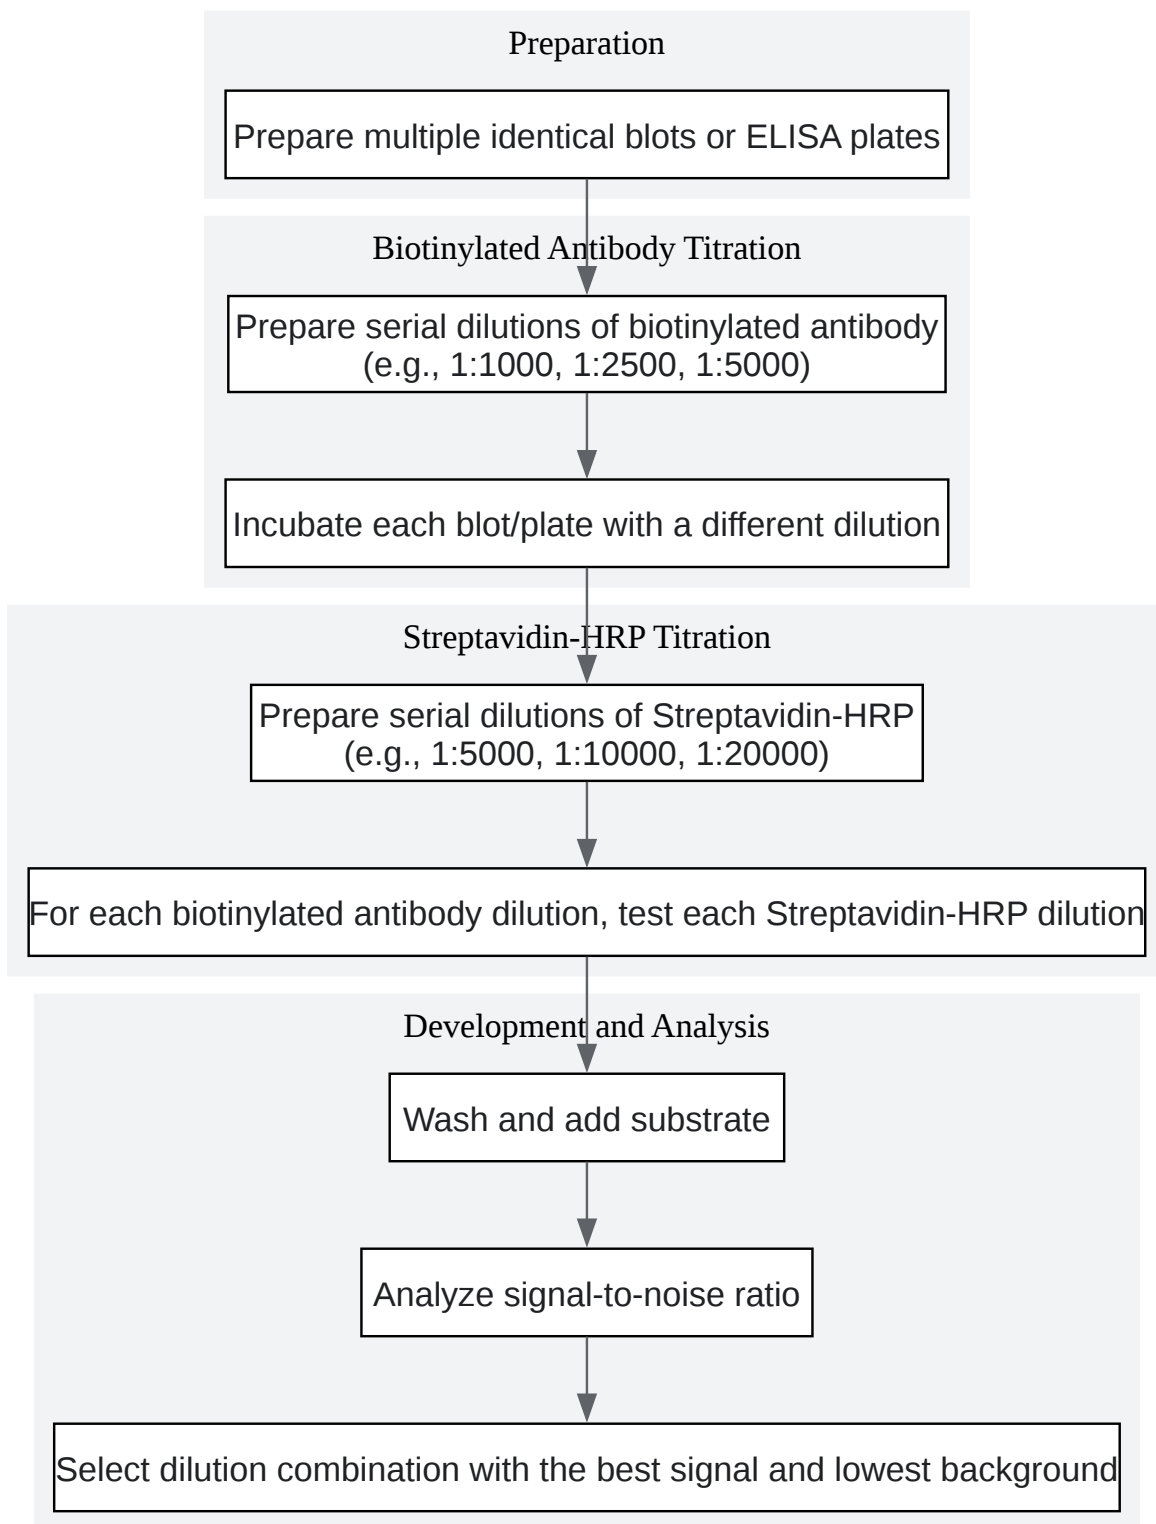 Preparation
Prepare multiple identical blots or ELISA plates
Biotinylated Antibody Titration
Prepare serial dilutions of biotinylated antibody
(e.g., 1:1000, 1:2500, 1:5000)
Incubate each blot/plate with a different dilution
Streptavidin-HRP Titration
Prepare serial dilutions of Streptavidin-HRP
(e.g., 1:5000, 1:10000, 1:20000)
For each biotinylated antibody dilution, test each Streptavidin-HRP dilution
Development and Analysis
Wash and add substrate
Analyze signal-to-noise ratio
Select dilution combination with the best signal and lowest background